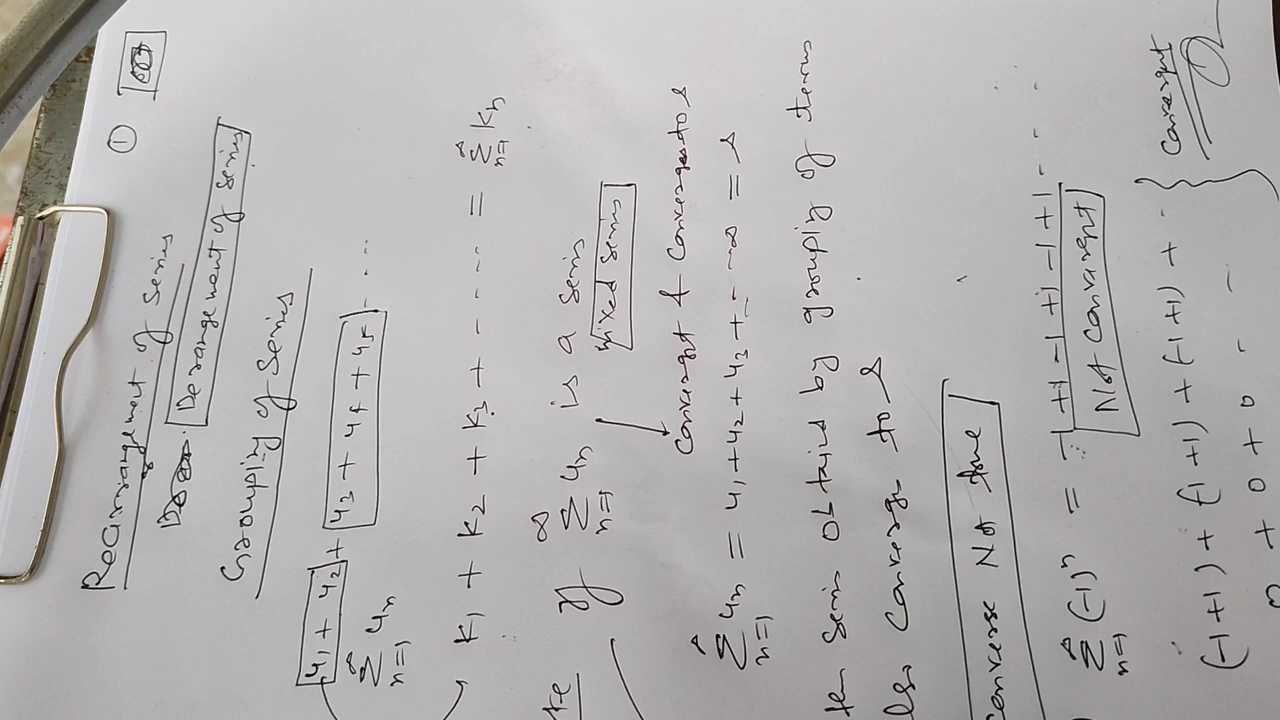 ①
Rearrangement of Series
Derangement of Series
Grouping of Series
u₁ + u₂ + u₃ + u₄ + u₅ + ...
∞
Σ uₙ
n=1
K₁ + K₂ + K₃ + - - - - = Σ Kₙ
n=1
If Σ uₙ is a Series
n=1
mixed Series
Convergent & Converges to s
Σ uₙ = u₁ + u₂ + u₃ + - - ∞ = s
n=1
then Series obtained by grouping of terms
also Converge to s
Converse Not true
Σ (-1)ⁿ = -1 +1 -1 +1 -1 +1 - - -
n=1
Not Convergent
(-1+1) + (-1+1) + (-1+1) + - -
Convergent
0 + 0 + 0 - -